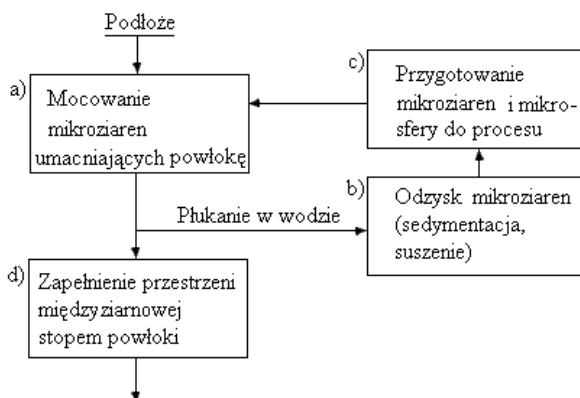 Podłoże
a)
Mocowanie
mikroziaren
umacniających powłokę
c)
Przygotowanie
mikroziaren i mikro-
sfery do procesu
Płukanie w wodzie
b)
Odzysk mikroziaren
(sedymentacja,
suszenie)
d)
Zapełnienie przestrzeni
międzyziarnowej
stopem powłoki